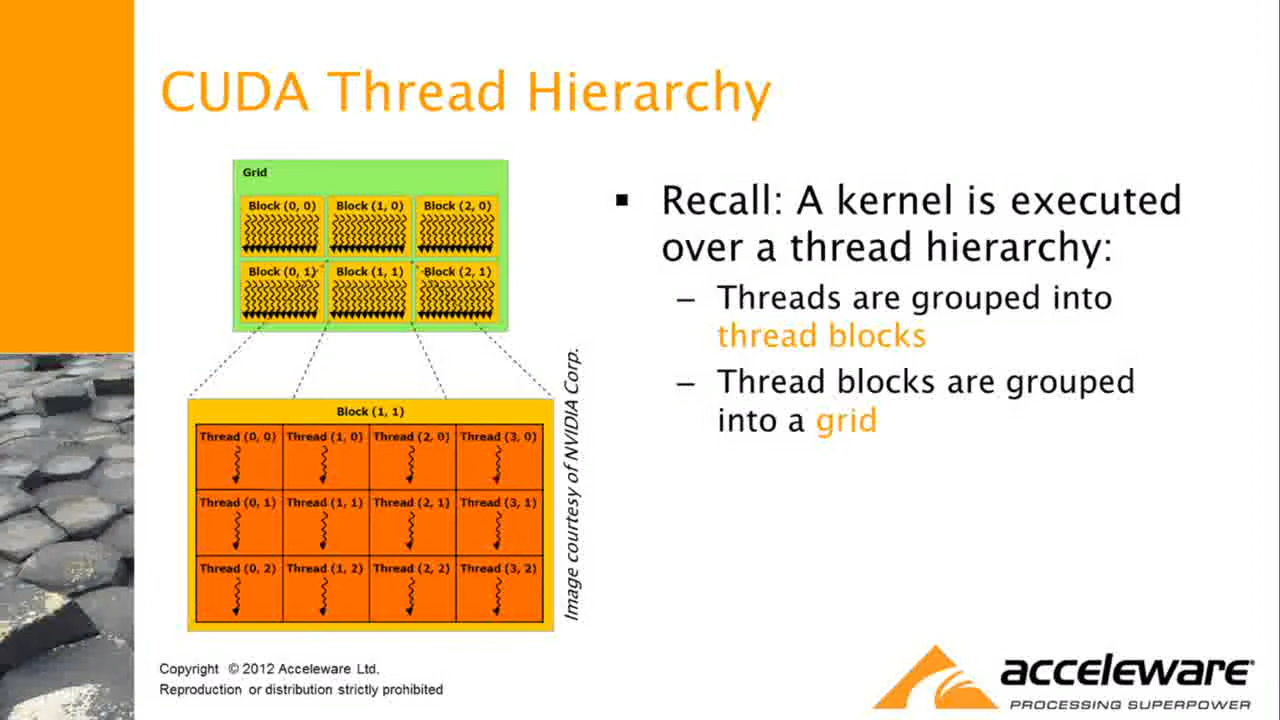 CUDA Thread Hierarchy
Grid
Block (0, 0) Block (1, 0) Block (2, 0)
Block (0, 1) Block (1, 1) Block (2, 1)
Block (1, 1)
Thread (0, 0) Thread (1, 0) Thread (2, 0) Thread (3, 0)
Thread (0, 1) Thread (1, 1) Thread (2, 1) Thread (3, 1)
Thread (0, 2) Thread (1, 2) Thread (2, 2) Thread (3, 2)
Image courtesy of NVIDIA Corp.
▪ Recall: A kernel is executed
over a thread hierarchy:
– Threads are grouped into
thread blocks
– Thread blocks are grouped
into a grid
Copyright © 2012 Acceleware Ltd.
Reproduction or distribution strictly prohibited
acceleware®
PROCESSING SUPERPOWER